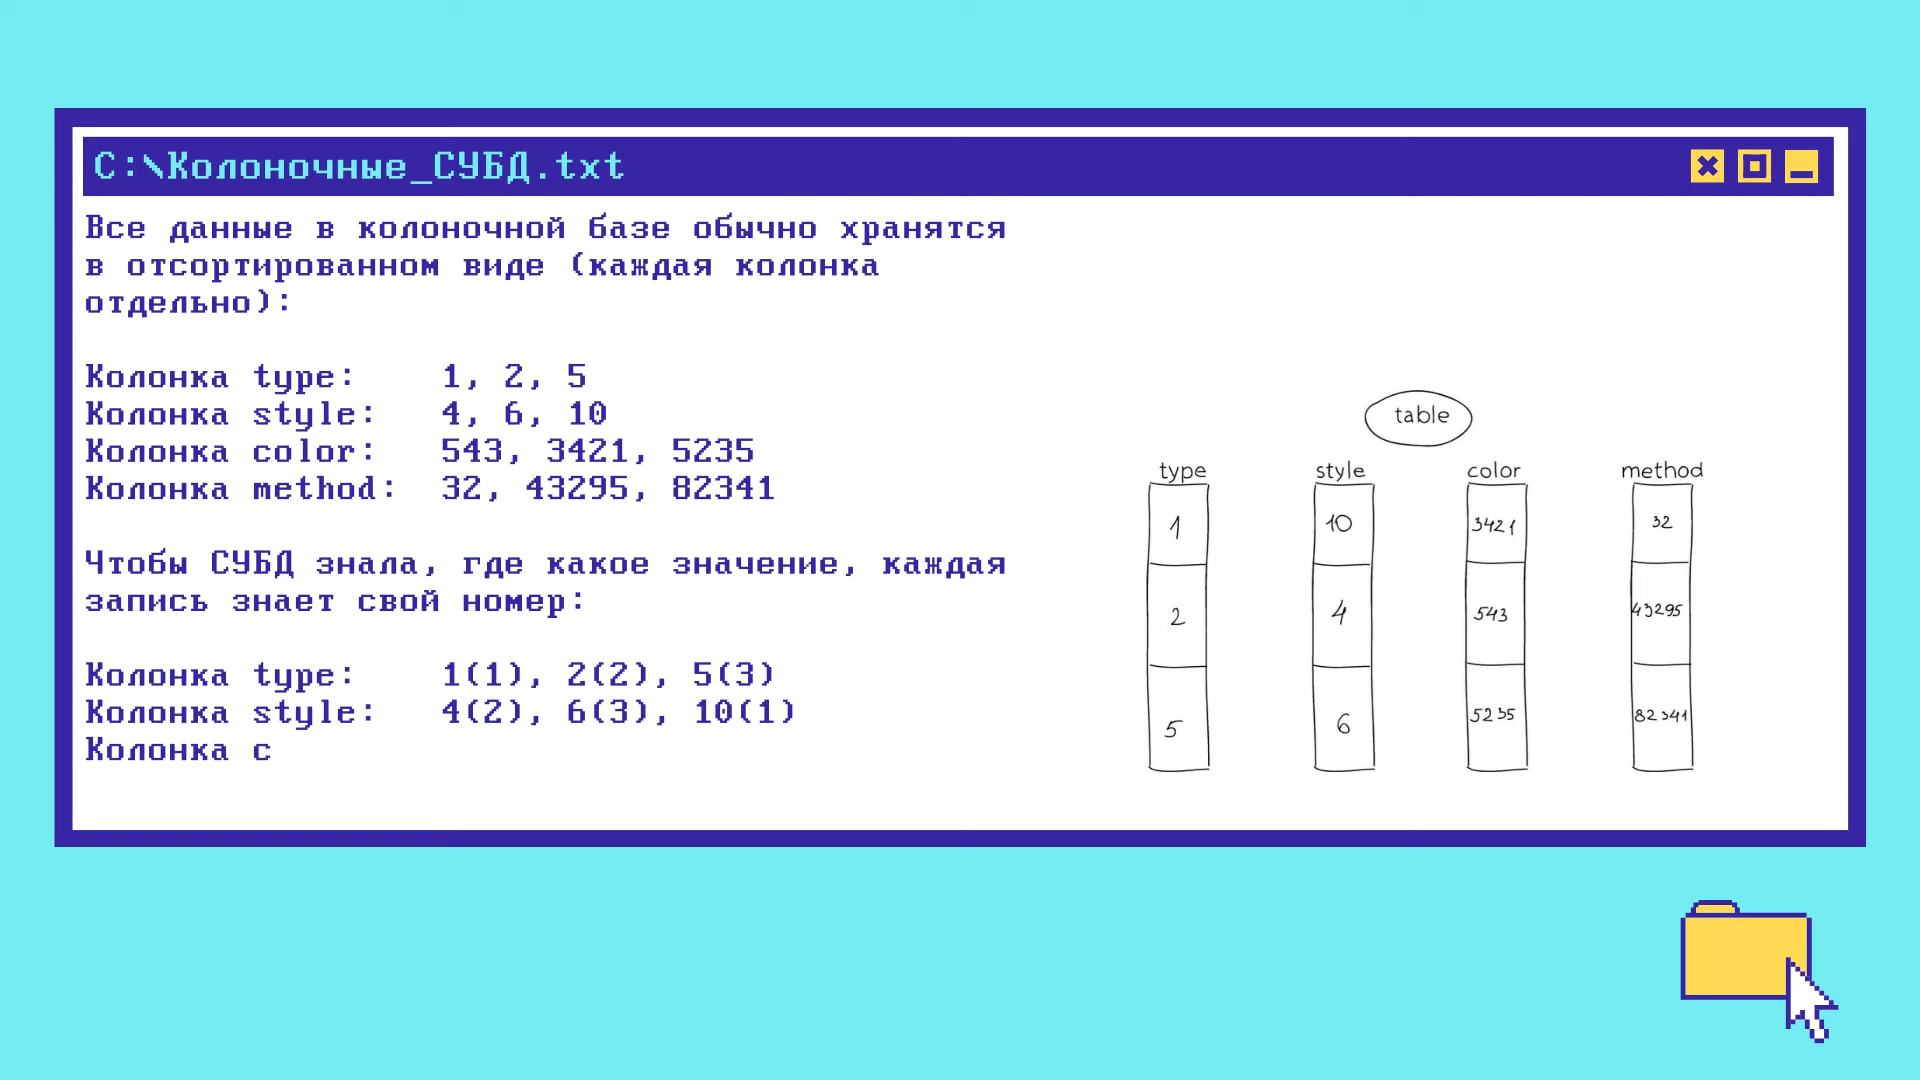 C:\Колоночные_СУБД.txt
Все данные в колоночной базе обычно хранятся
в отсортированном виде (каждая колонка
отдельно):
Колонка type: 1, 2, 5
Колонка style: 4, 6, 10
Колонка color: 543, 3421, 5235
Колонка method: 32, 43295, 82341
Чтобы СУБД знала, где какое значение, каждая
запись знает свой номер:
Колонка type: 1(1), 2(2), 5(3)
Колонка style: 4(2), 6(3), 10(1)
Колонка c
table
type style color method
1 10 3421 32
2 4 543 43295
5 6 5235 82341